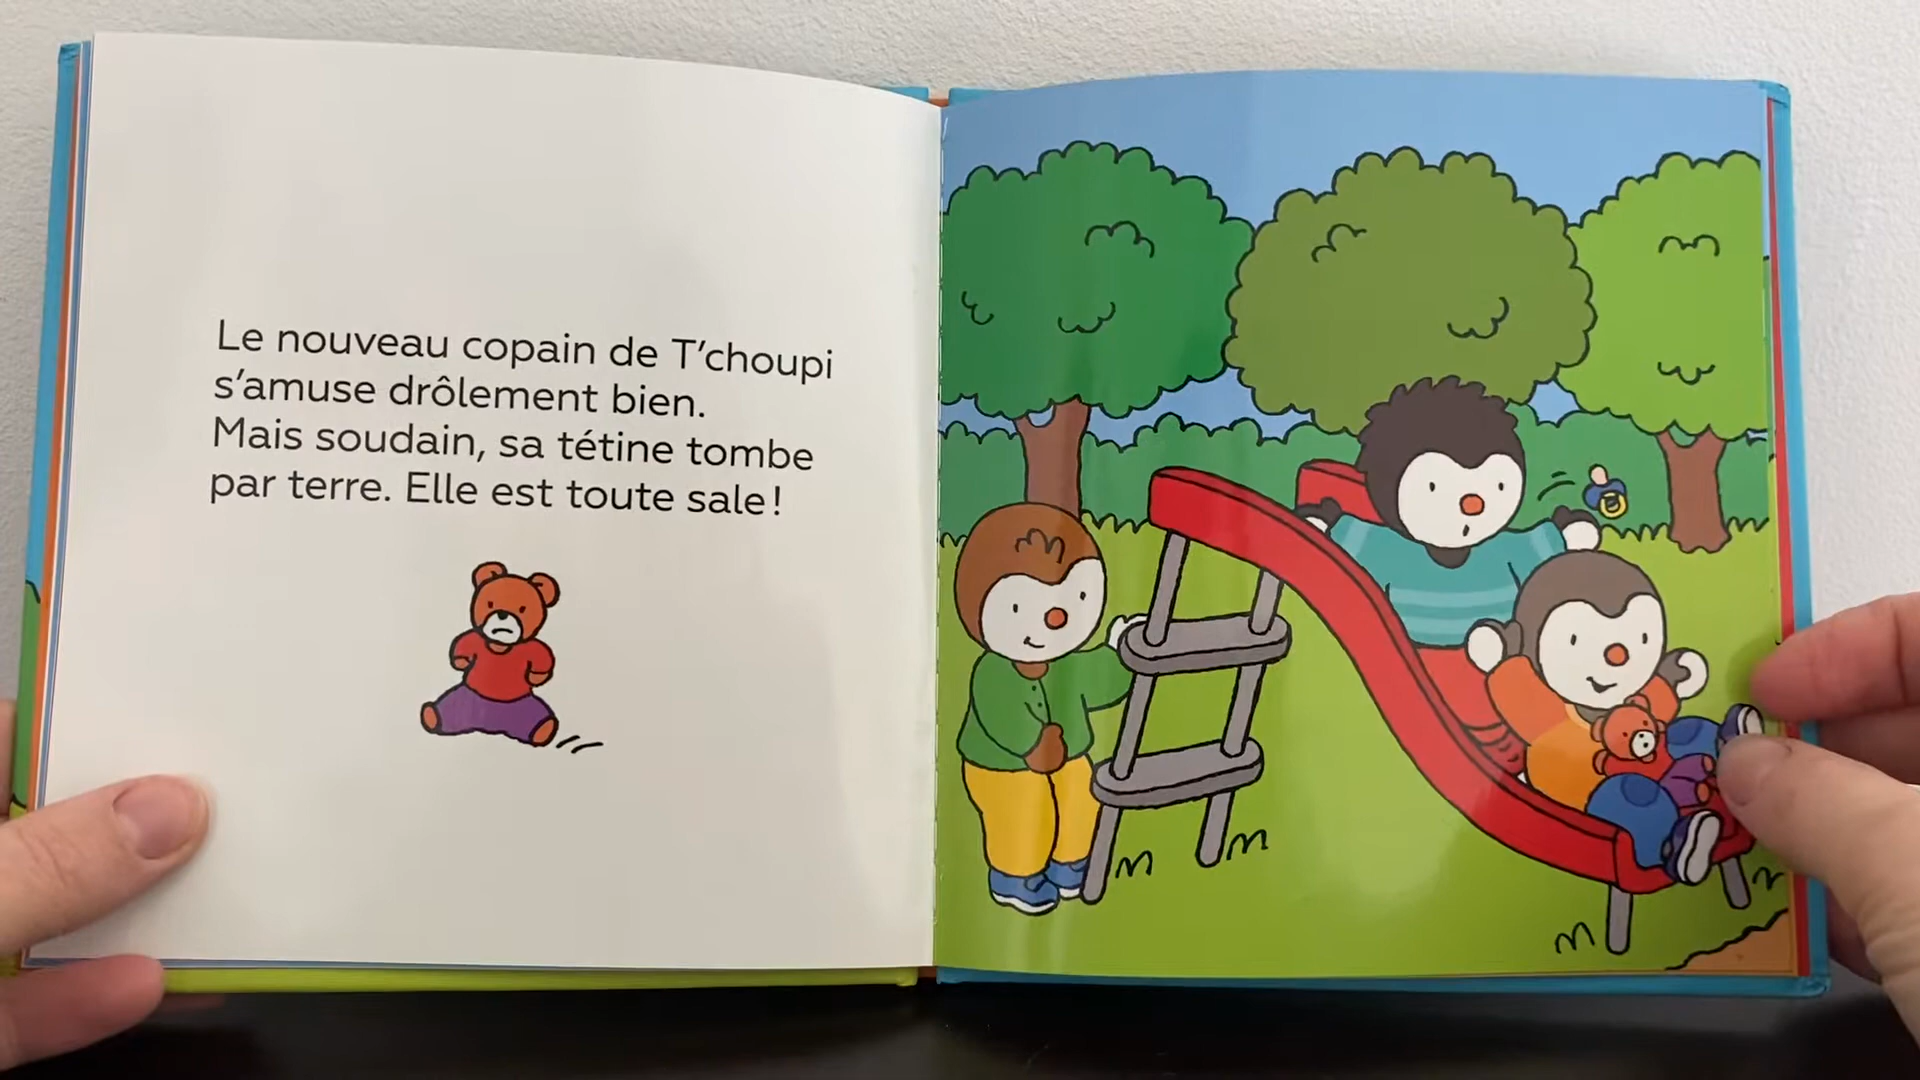 Le nouveau copain de T'choupi
s'amuse drôlement bien.
Mais soudain, sa tétine tombe
par terre. Elle est toute sale !